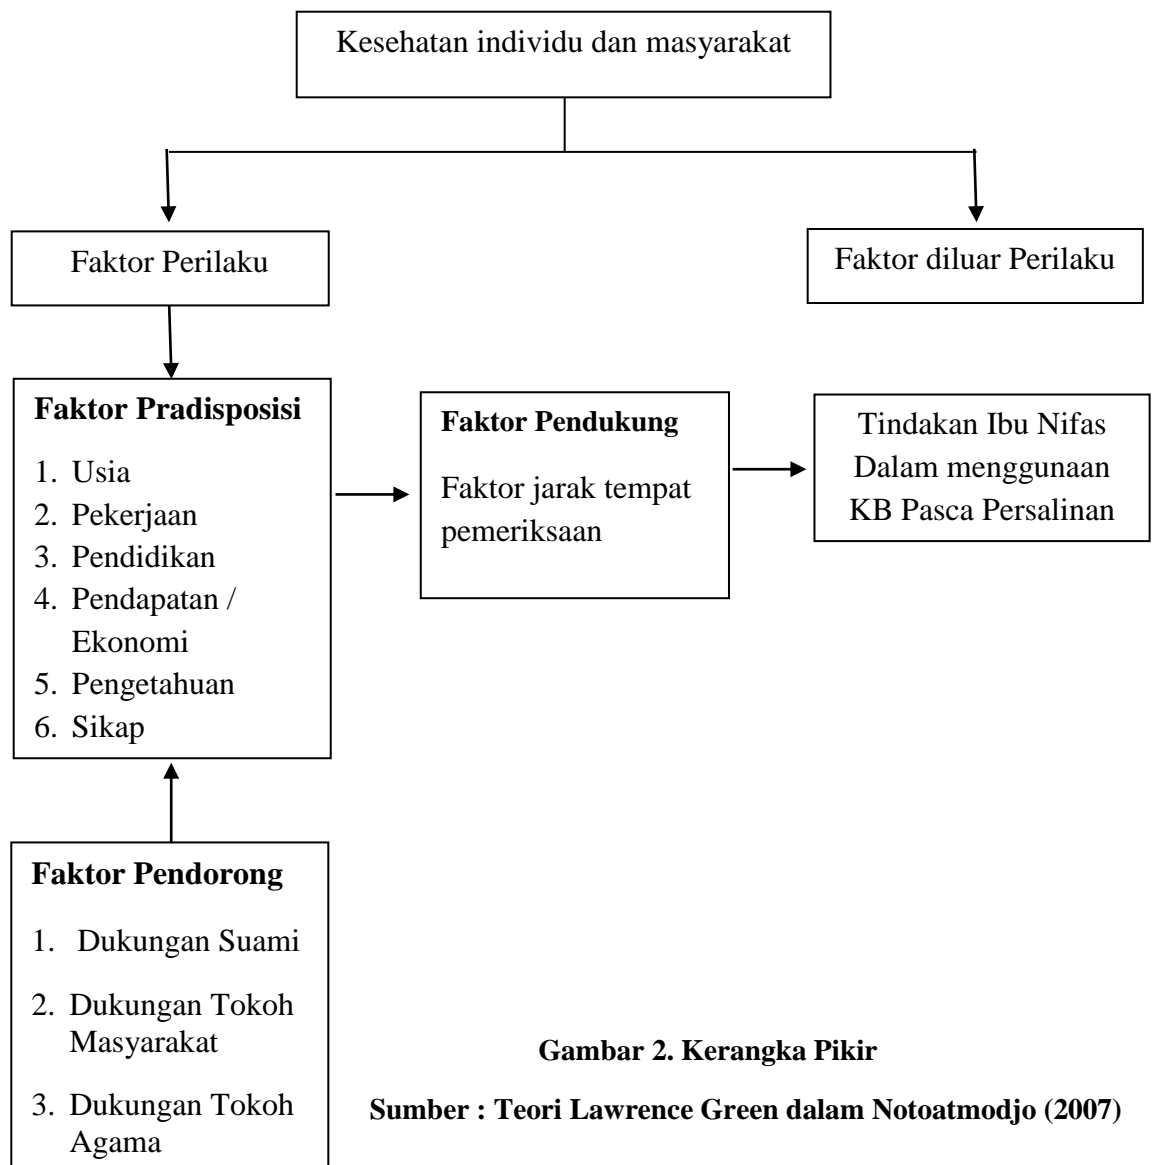 Kesehatan individu dan masyarakat
Faktor Perilaku
Faktor diluar Perilaku
Faktor Pradisposisi
1. Usia
2. Pekerjaan
3. Pendidikan
4. Pendapatan /
Ekonomi
5. Pengetahuan
6. Sikap
Faktor Pendukung
Faktor jarak tempat
pemeriksaan
Tindakan Ibu Nifas
Dalam menggunaan
KB Pasca Persalinan
Faktor Pendorong
1. Dukungan Suami
2. Dukungan Tokoh
Masyarakat
3. Dukungan Tokoh
Agama
Gambar 2. Kerangka Pikir
Sumber : Teori Lawrence Green dalam Notoatmodjo (2007)